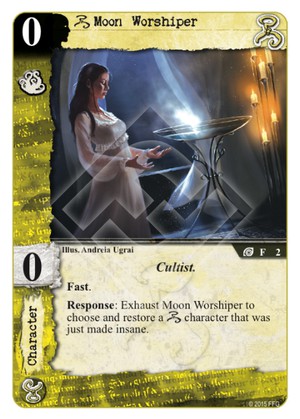 0
Moon Worshiper
Illus. Andreia Ugrai
F 2
0
Cultist.
Fast.
Response: Exhaust Moon Worshiper to
choose and restore a character that was
just made insane.
Character
© 2015 FFG